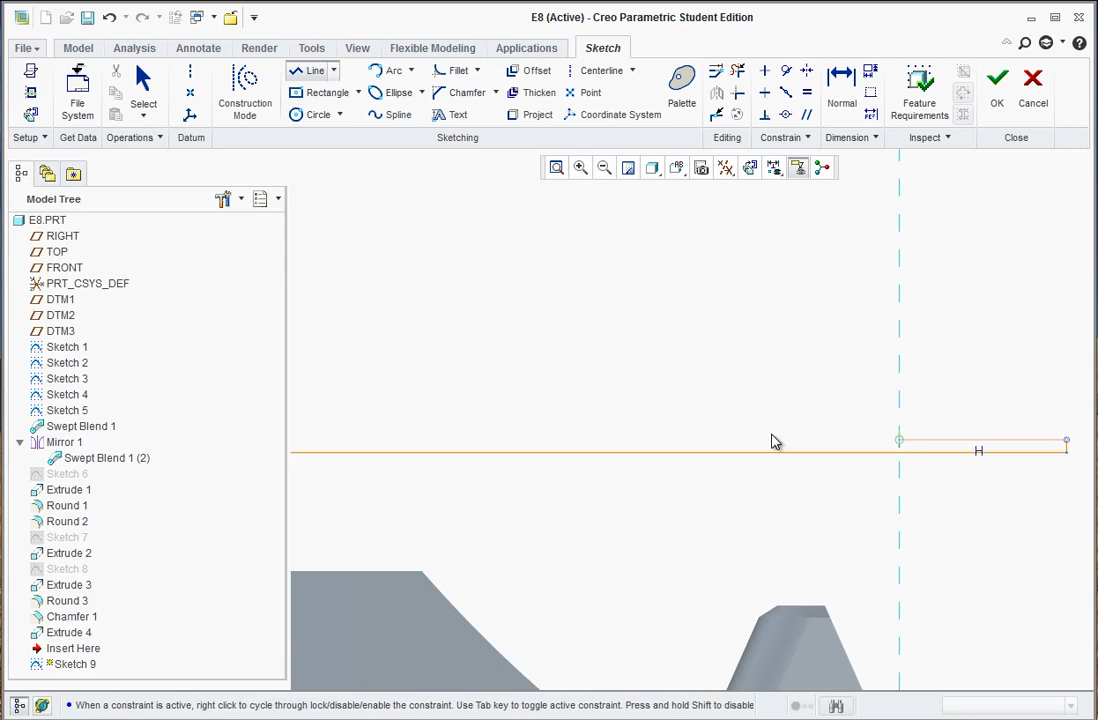 E8 (Active) - Creo Parametric Student Edition
File Model Analysis Annotate Render Tools View Flexible Modeling Applications Sketch
Line Arc Fillet Offset Centerline
Rectangle Ellipse Chamfer Thicken Point
Circle Spline Text Project Coordinate System
File System
Select
Construction Mode
Palette
Normal
Feature Requirements
OK
Cancel
Setup Get Data Operations Datum Sketching Editing Constrain Dimension Inspect Close
Model Tree
E8.PRT
RIGHT
TOP
FRONT
PRT_CSYS_DEF
DTM1
DTM2
DTM3
Sketch 1
Sketch 2
Sketch 3
Sketch 4
Sketch 5
Swept Blend 1
Mirror 1
Swept Blend 1 (2)
Sketch 6
Extrude 1
Round 1
Round 2
Sketch 7
Extrude 2
Sketch 8
Extrude 3
Round 3
Chamfer 1
Extrude 4
Insert Here
Sketch 9
H
When a constraint is active, right click to cycle through lock/disable/enable the constraint. Use Tab key to toggle active constraint. Press and hold Shift to disable